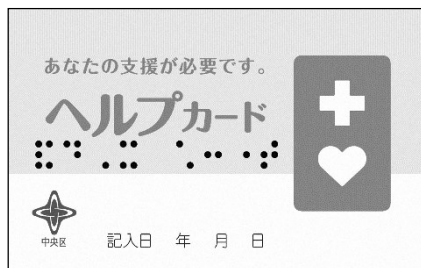 あなたの支援が必要です。
ヘルプカード
⠯⠙⠠⠭⠡⠒⠐⠞
中央区
記入日 年 月 日